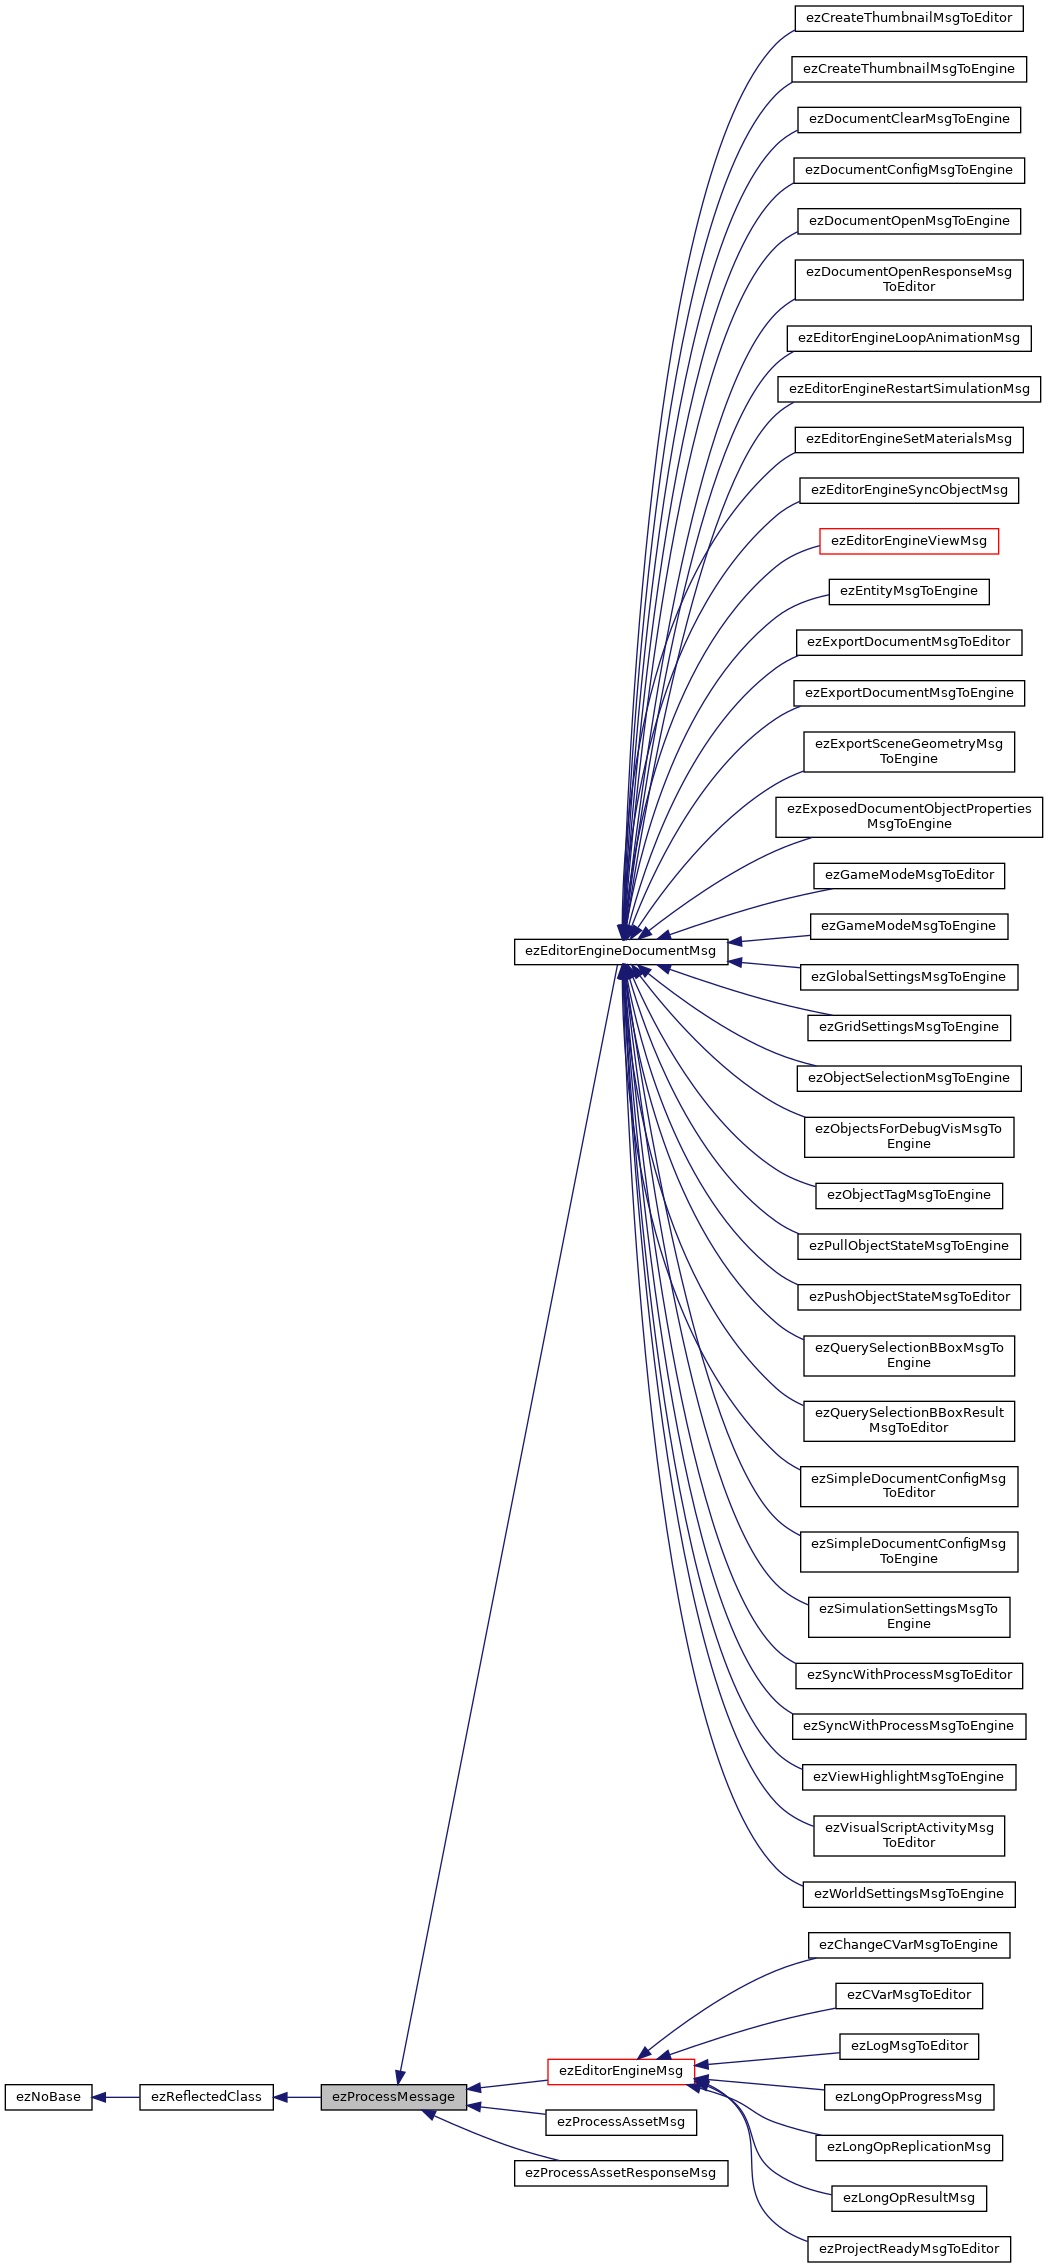 ezCreateThumbnailMsgToEditor
ezCreateThumbnailMsgToEngine
ezDocumentClearMsgToEngine
ezDocumentConfigMsgToEngine
ezDocumentOpenMsgToEngine
ezDocumentOpenResponseMsg
ToEditor
ezEditorEngineLoopAnimationMsg
ezEditorEngineRestartSimulationMsg
ezEditorEngineSetMaterialsMsg
ezEditorEngineSyncObjectMsg
ezEditorEngineViewMsg
ezEntityMsgToEngine
ezExportDocumentMsgToEditor
ezExportDocumentMsgToEngine
ezExportSceneGeometryMsg
ToEngine
ezExposedDocumentObjectProperties
MsgToEngine
ezGameModeMsgToEditor
ezGameModeMsgToEngine
ezEditorEngineDocumentMsg
ezGlobalSettingsMsgToEngine
ezGridSettingsMsgToEngine
ezObjectSelectionMsgToEngine
ezObjectsForDebugVisMsgTo
Engine
ezObjectTagMsgToEngine
ezPullObjectStateMsgToEngine
ezPushObjectStateMsgToEditor
ezQuerySelectionBBoxMsgTo
Engine
ezQuerySelectionBBoxResult
MsgToEditor
ezSimpleDocumentConfigMsg
ToEditor
ezSimpleDocumentConfigMsg
ToEngine
ezSimulationSettingsMsgTo
Engine
ezSyncWithProcessMsgToEditor
ezSyncWithProcessMsgToEngine
ezViewHighlightMsgToEngine
ezVisualScriptActivityMsg
ToEditor
ezWorldSettingsMsgToEngine
ezChangeCVarMsgToEngine
ezCVarMsgToEditor
ezLogMsgToEditor
ezEditorEngineMsg
ezNoBase
ezReflectedClass
ezProcessMessage
ezLongOpProgressMsg
ezProcessAssetMsg
ezLongOpReplicationMsg
ezProcessAssetResponseMsg
ezLongOpResultMsg
ezProjectReadyMsgToEditor